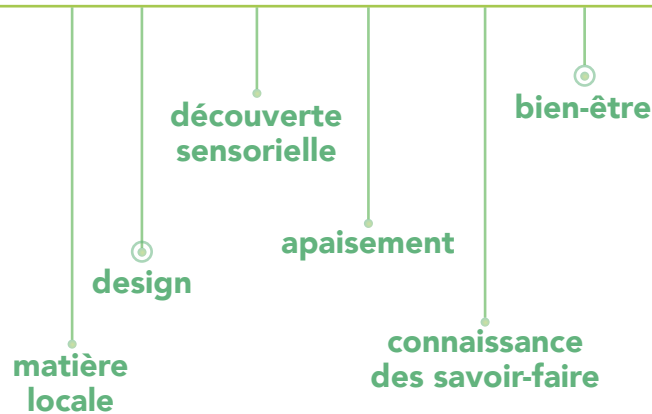 découverte
sensorielle
bien-être
apaisement
design
connaissance
des savoir-faire
matière
locale